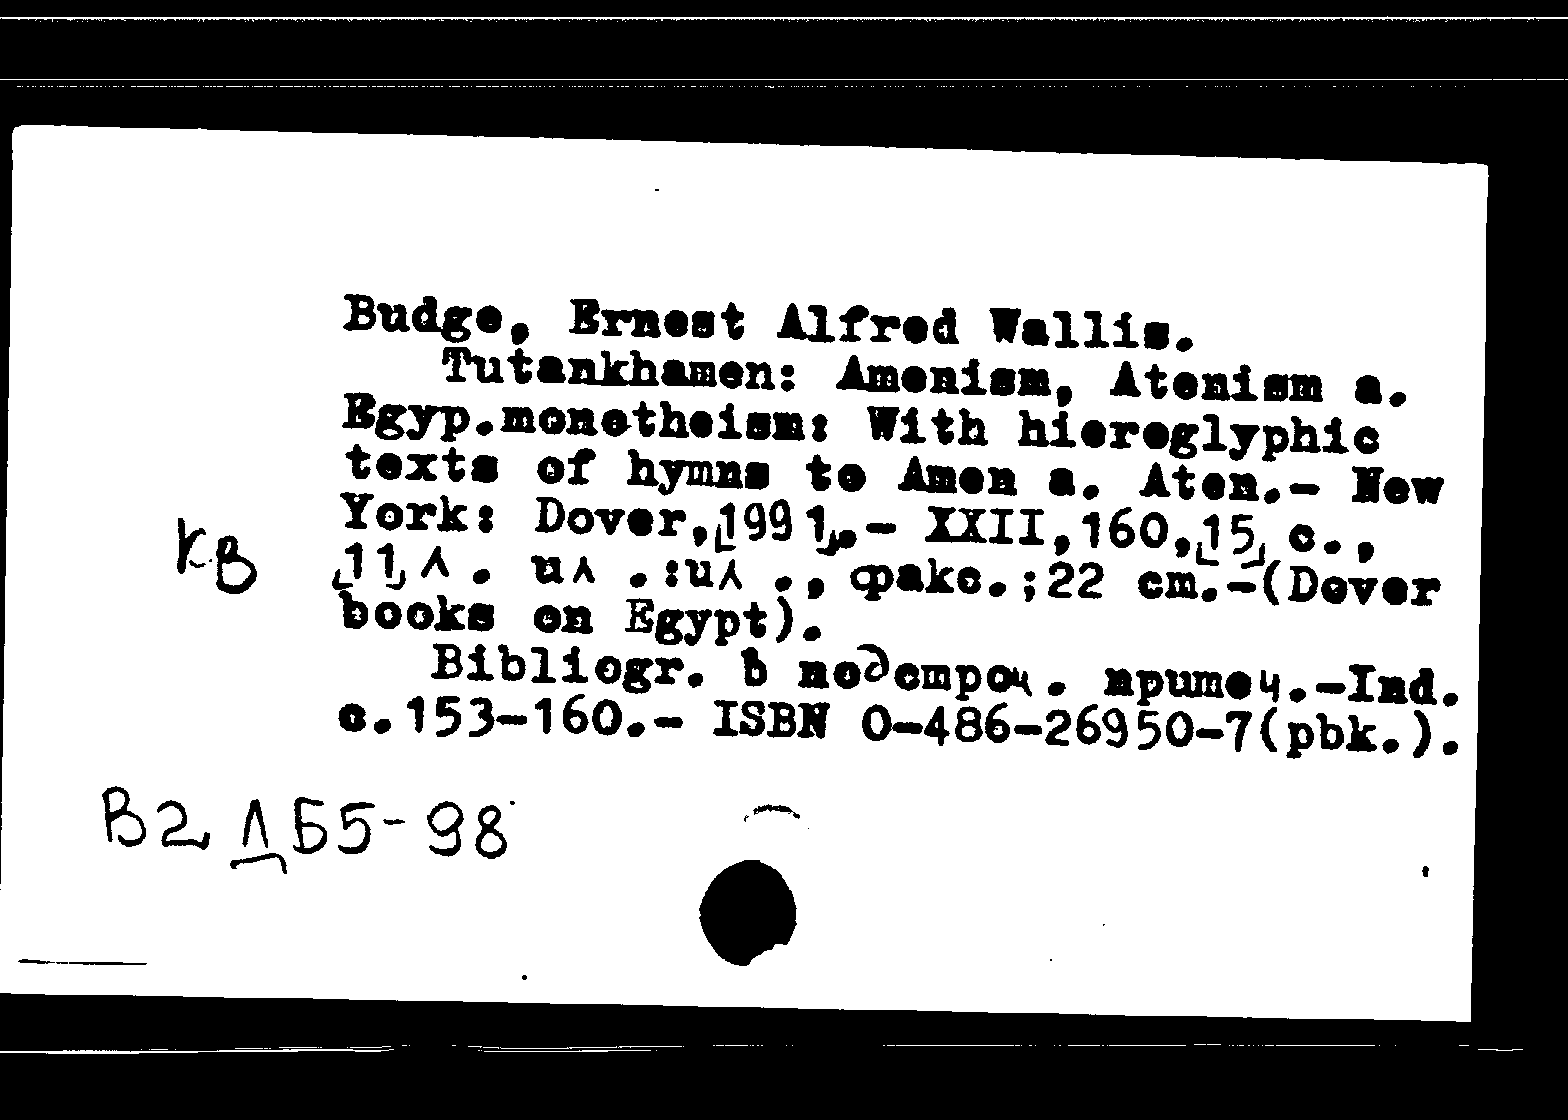 Budge, Ernest Alfred Wallis.
Tutankhamen: Amenism, Atenism a.
Egyp.monotheism: With hieroglyphic
texts of hymns to Amen a. Aten.- New
York: Dover,[1991].- XXII,160,[15] c.,
кв
[11] л. ил.:ил., факс.;22 cm.-(Dover
books on Egypt).
Bibliogr. в подстроч. примеч.-Ind.
c.153-160.- ISBN 0-486-26950-7(pbk.).
B2 Д Б5-98